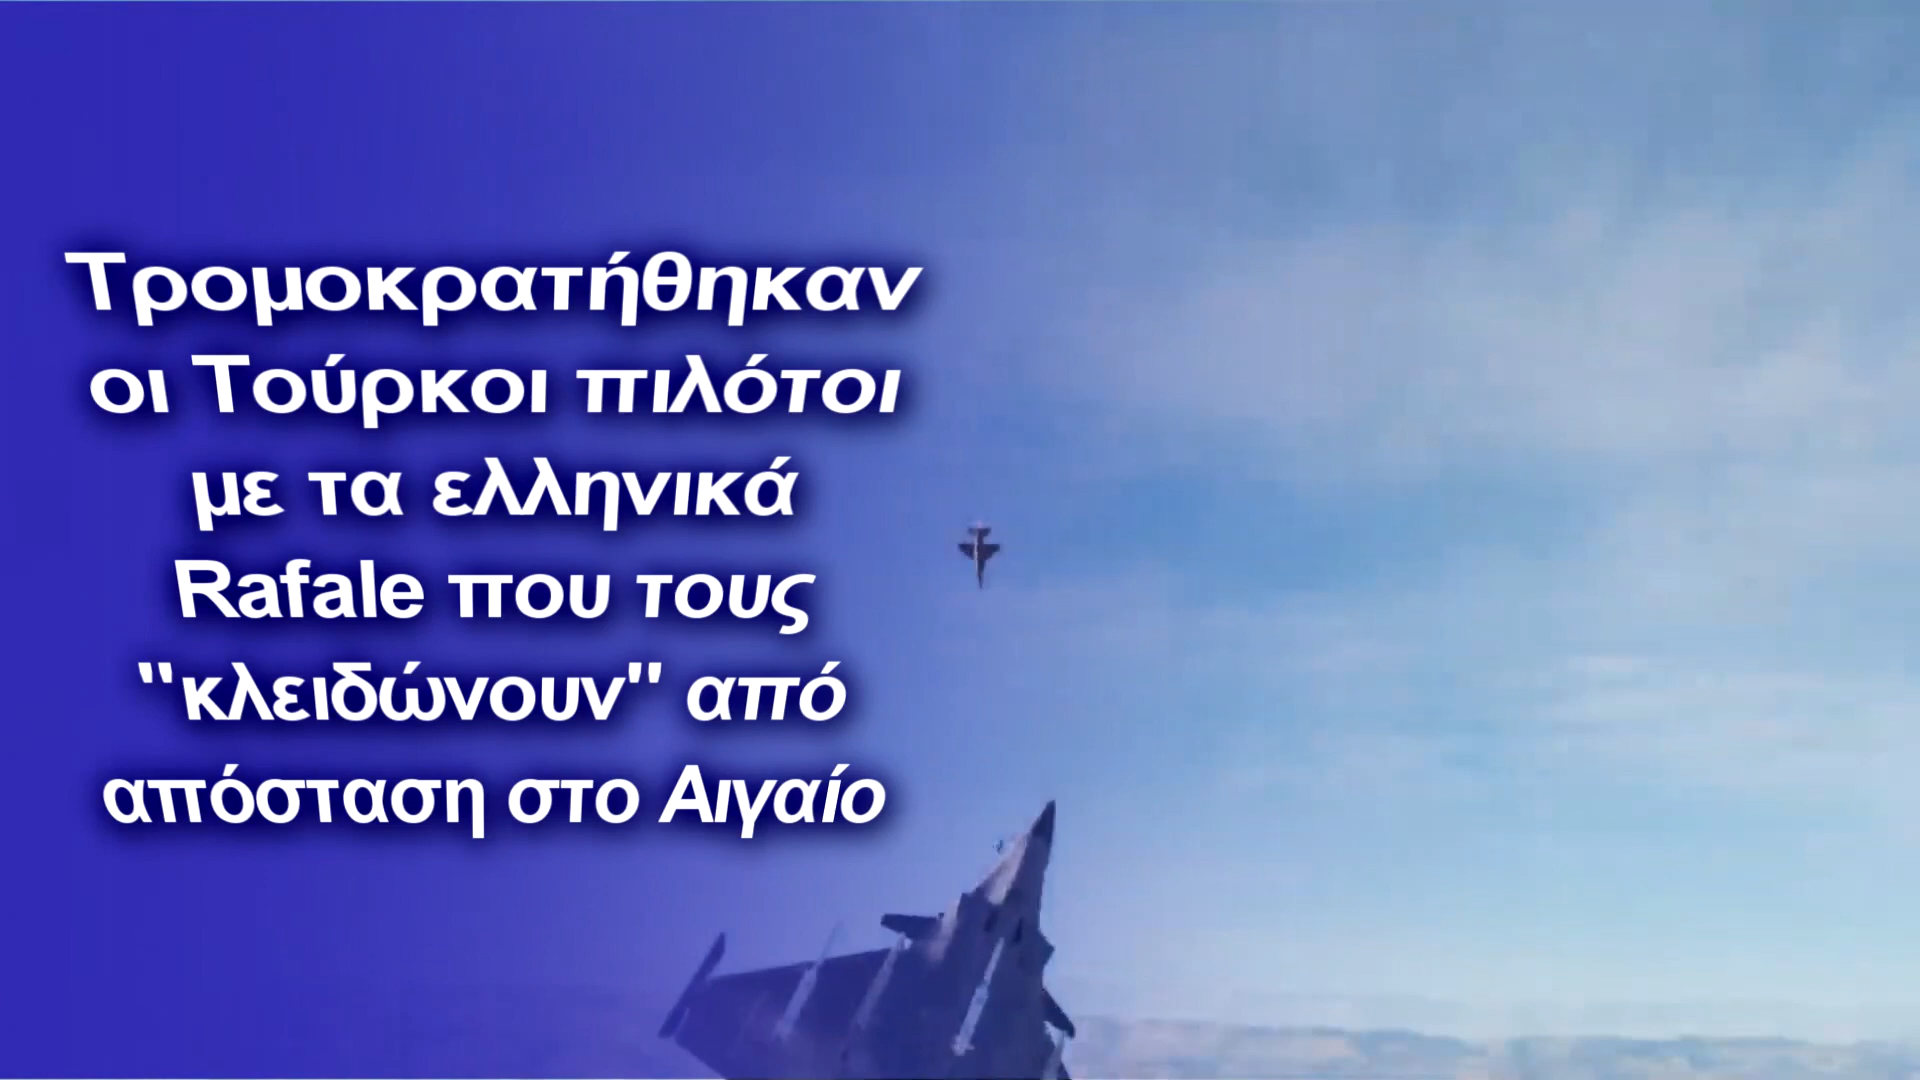 Τρομοκρατήθηκαν
οι Τούρκοι πιλότοι
με τα ελληνικά
Rafale που τους
"κλειδώνουν" από
απόσταση στο Αιγαίο